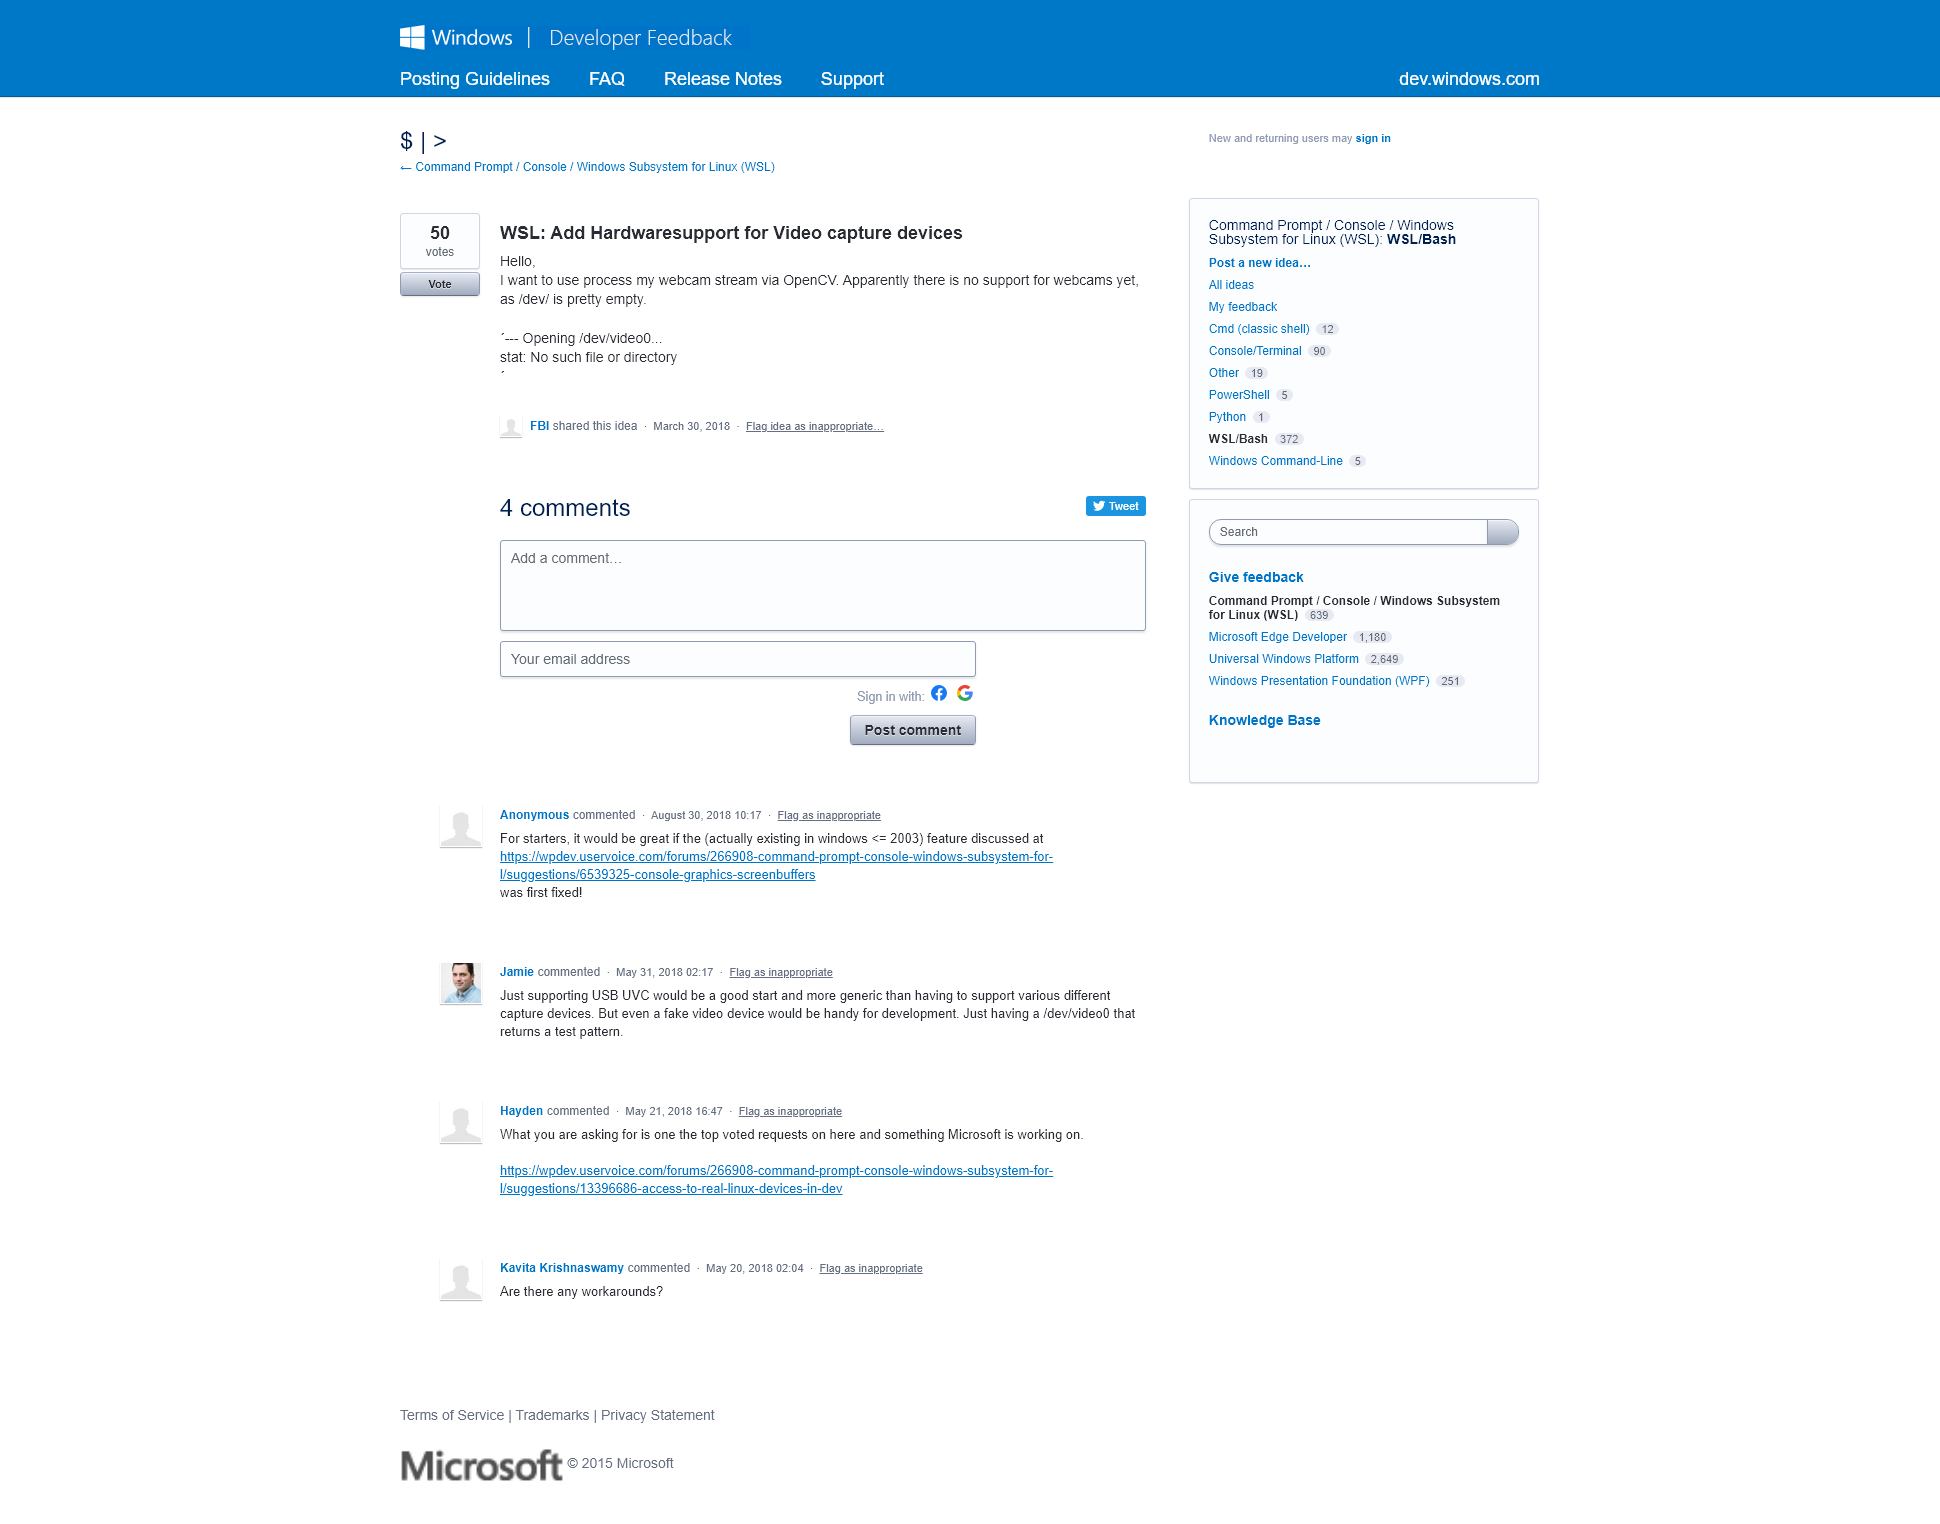 Windows | Developer Feedback
Posting Guidelines FAQ Release Notes Support dev.windows.com
$ | >
New and returning users may sign in
← Command Prompt / Console / Windows Subsystem for Linux (WSL)
50
votes
Vote
WSL: Add Hardwaresupport for Video capture devices
Hello,
I want to use process my webcam stream via OpenCV. Apparently there is no support for webcams yet,
as /dev/ is pretty empty.
´--- Opening /dev/video0...
stat: No such file or directory
´
FBI shared this idea · March 30, 2018 · Flag idea as inappropriate…
4 comments
Tweet
Add a comment…
Your email address
Sign in with:
Post comment
Anonymous commented · August 30, 2018 10:17 · Flag as inappropriate
For starters, it would be great if the (actually existing in windows <= 2003) feature discussed at
https://wpdev.uservoice.com/forums/266908-command-prompt-console-windows-subsystem-for-
l/suggestions/6539325-console-graphics-screenbuffers
was first fixed!
Jamie commented · May 31, 2018 02:17 · Flag as inappropriate
Just supporting USB UVC would be a good start and more generic than having to support various different
capture devices. But even a fake video device would be handy for development. Just having a /dev/video0 that
returns a test pattern.
Hayden commented · May 21, 2018 16:47 · Flag as inappropriate
What you are asking for is one the top voted requests on here and something Microsoft is working on.
https://wpdev.uservoice.com/forums/266908-command-prompt-console-windows-subsystem-for-
l/suggestions/13396686-access-to-real-linux-devices-in-dev
Kavita Krishnaswamy commented · May 20, 2018 02:04 · Flag as inappropriate
Are there any workarounds?
Command Prompt / Console / Windows
Subsystem for Linux (WSL): WSL/Bash
Post a new idea…
All ideas
My feedback
Cmd (classic shell) 12
Console/Terminal 90
Other 19
PowerShell 5
Python 1
WSL/Bash 372
Windows Command-Line 5
Search
Give feedback
Command Prompt / Console / Windows Subsystem
for Linux (WSL) 639
Microsoft Edge Developer 1,180
Universal Windows Platform 2,649
Windows Presentation Foundation (WPF) 251
Knowledge Base
Terms of Service | Trademarks | Privacy Statement
Microsoft © 2015 Microsoft